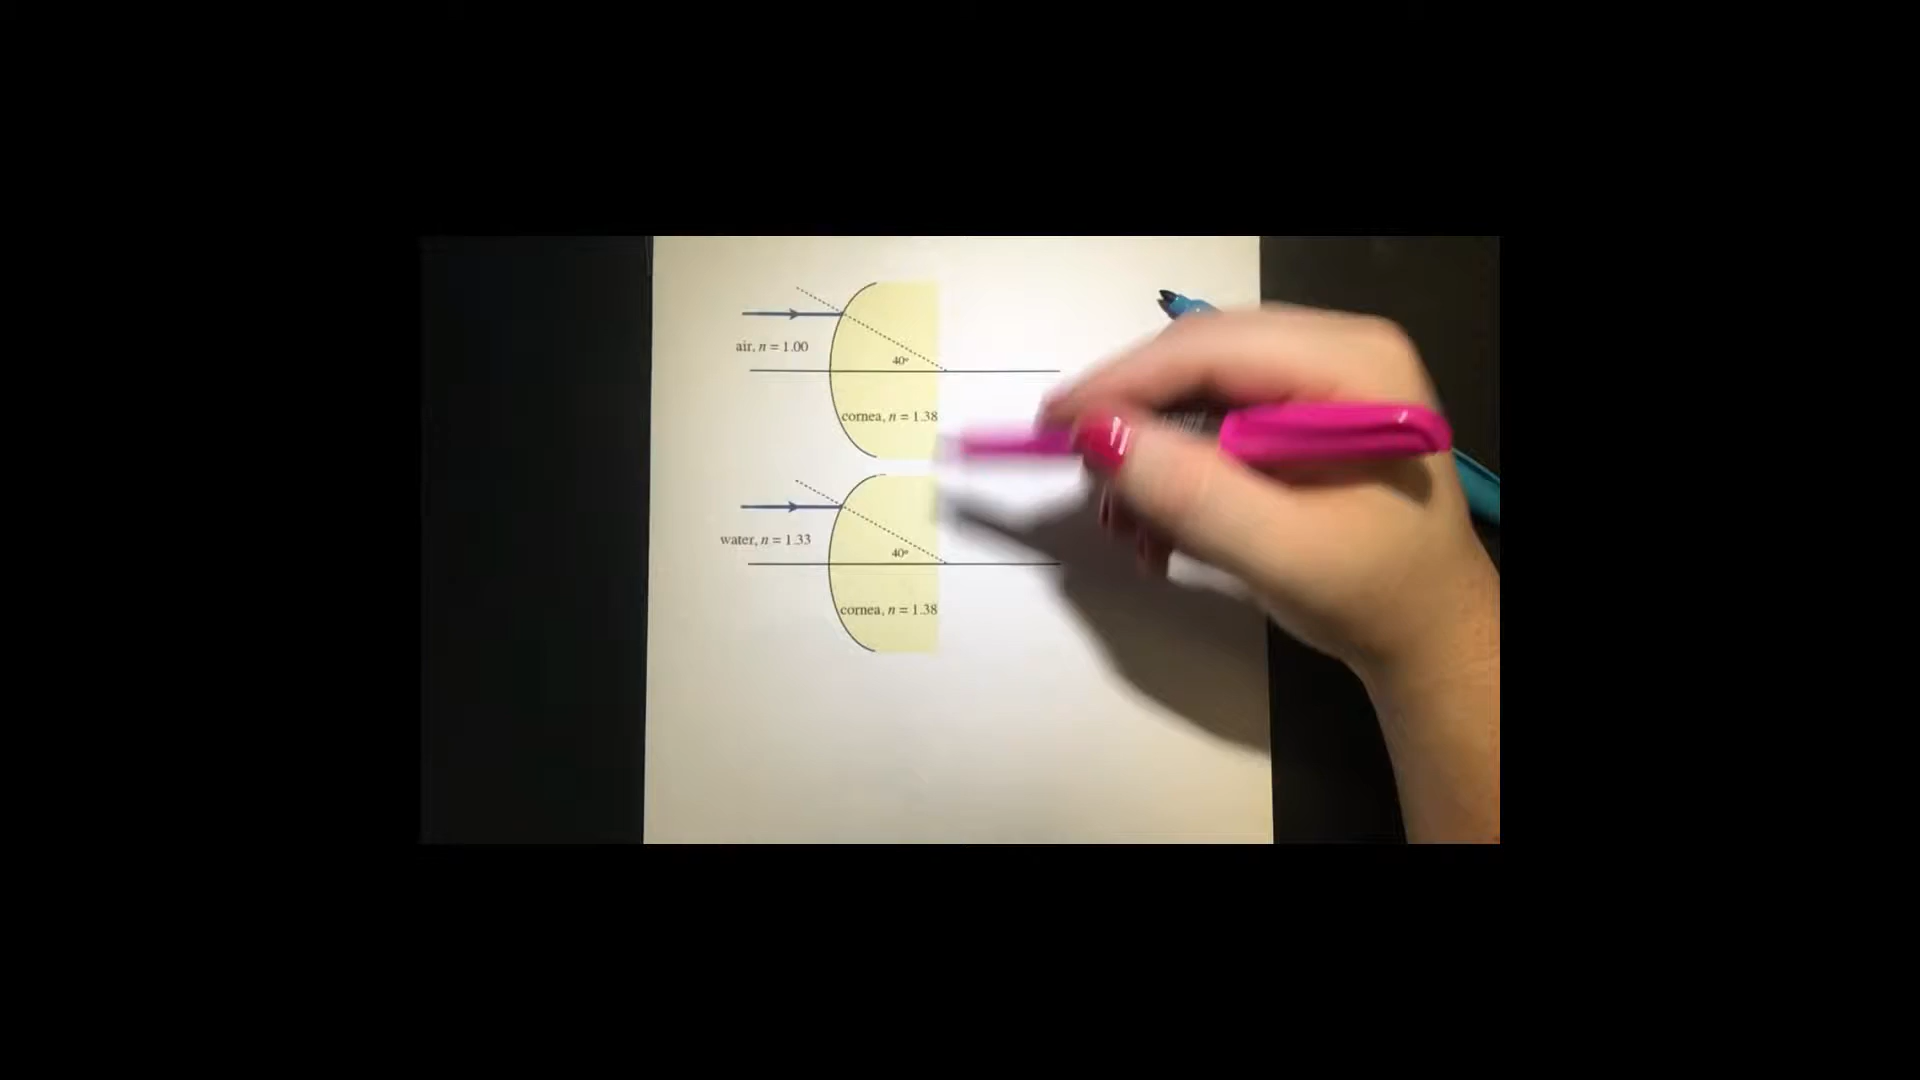 air, n = 1.00
40°
cornea, n = 1.38
water, n = 1.33
40°
cornea, n = 1.38